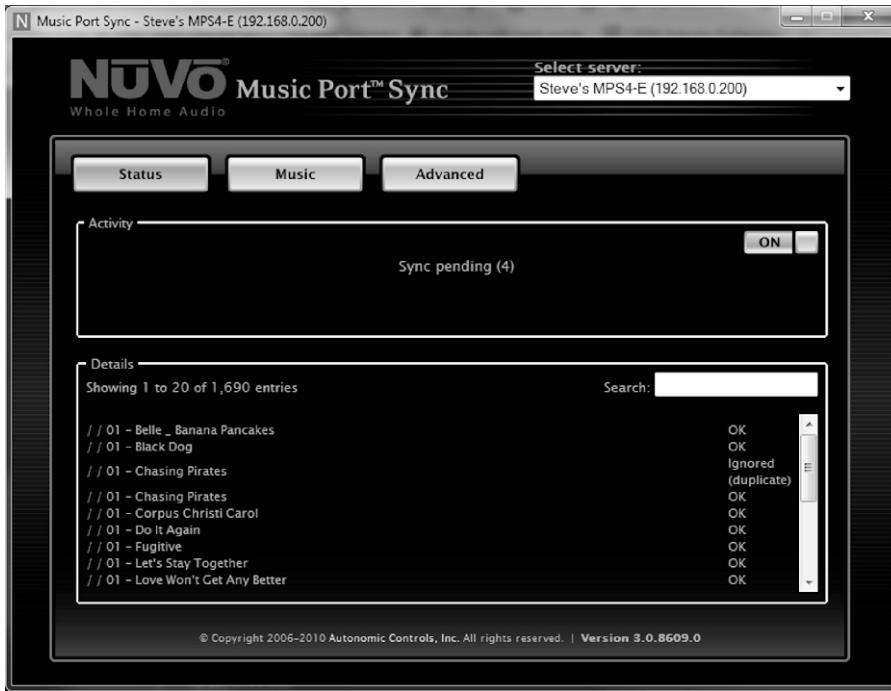 N Music Port Sync - Steve's MPS4-E (192.168.0.200)
NŪVO® Music Port™ Sync
Whole Home Audio
Select server:
Steve's MPS4-E (192.168.0.200)
Status Music Advanced
Activity
ON
Sync pending (4)
Details
Showing 1 to 20 of 1,690 entries Search:
/ / 01 - Belle _ Banana Pancakes OK
/ / 01 - Black Dog OK
/ / 01 - Chasing Pirates Ignored
(duplicate)
/ / 01 - Chasing Pirates OK
/ / 01 - Corpus Christi Carol OK
/ / 01 - Do It Again OK
/ / 01 - Fugitive OK
/ / 01 - Let's Stay Together OK
/ / 01 - Love Won't Get Any Better OK
© Copyright 2006-2010 Autonomic Controls, Inc. All rights reserved. | Version 3.0.8609.0